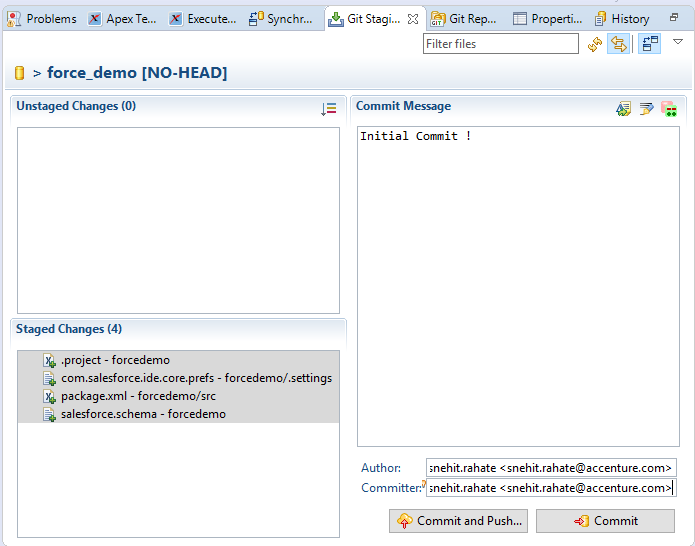 Problems Apex Te... Execute... Synchr... Git Stagi... Git Rep... Properti... History
Filter files
> force_demo [NO-HEAD]
Unstaged Changes (0)
Staged Changes (4)
.project - forcedemo
com.salesforce.ide.core.prefs - forcedemo/.settings
package.xml - forcedemo/src
salesforce.schema - forcedemo
Commit Message
Initial Commit !
Author: snehit.rahate <snehit.rahate@accenture.com>
Committer: snehit.rahate <snehit.rahate@accenture.com>
Commit and Push... Commit